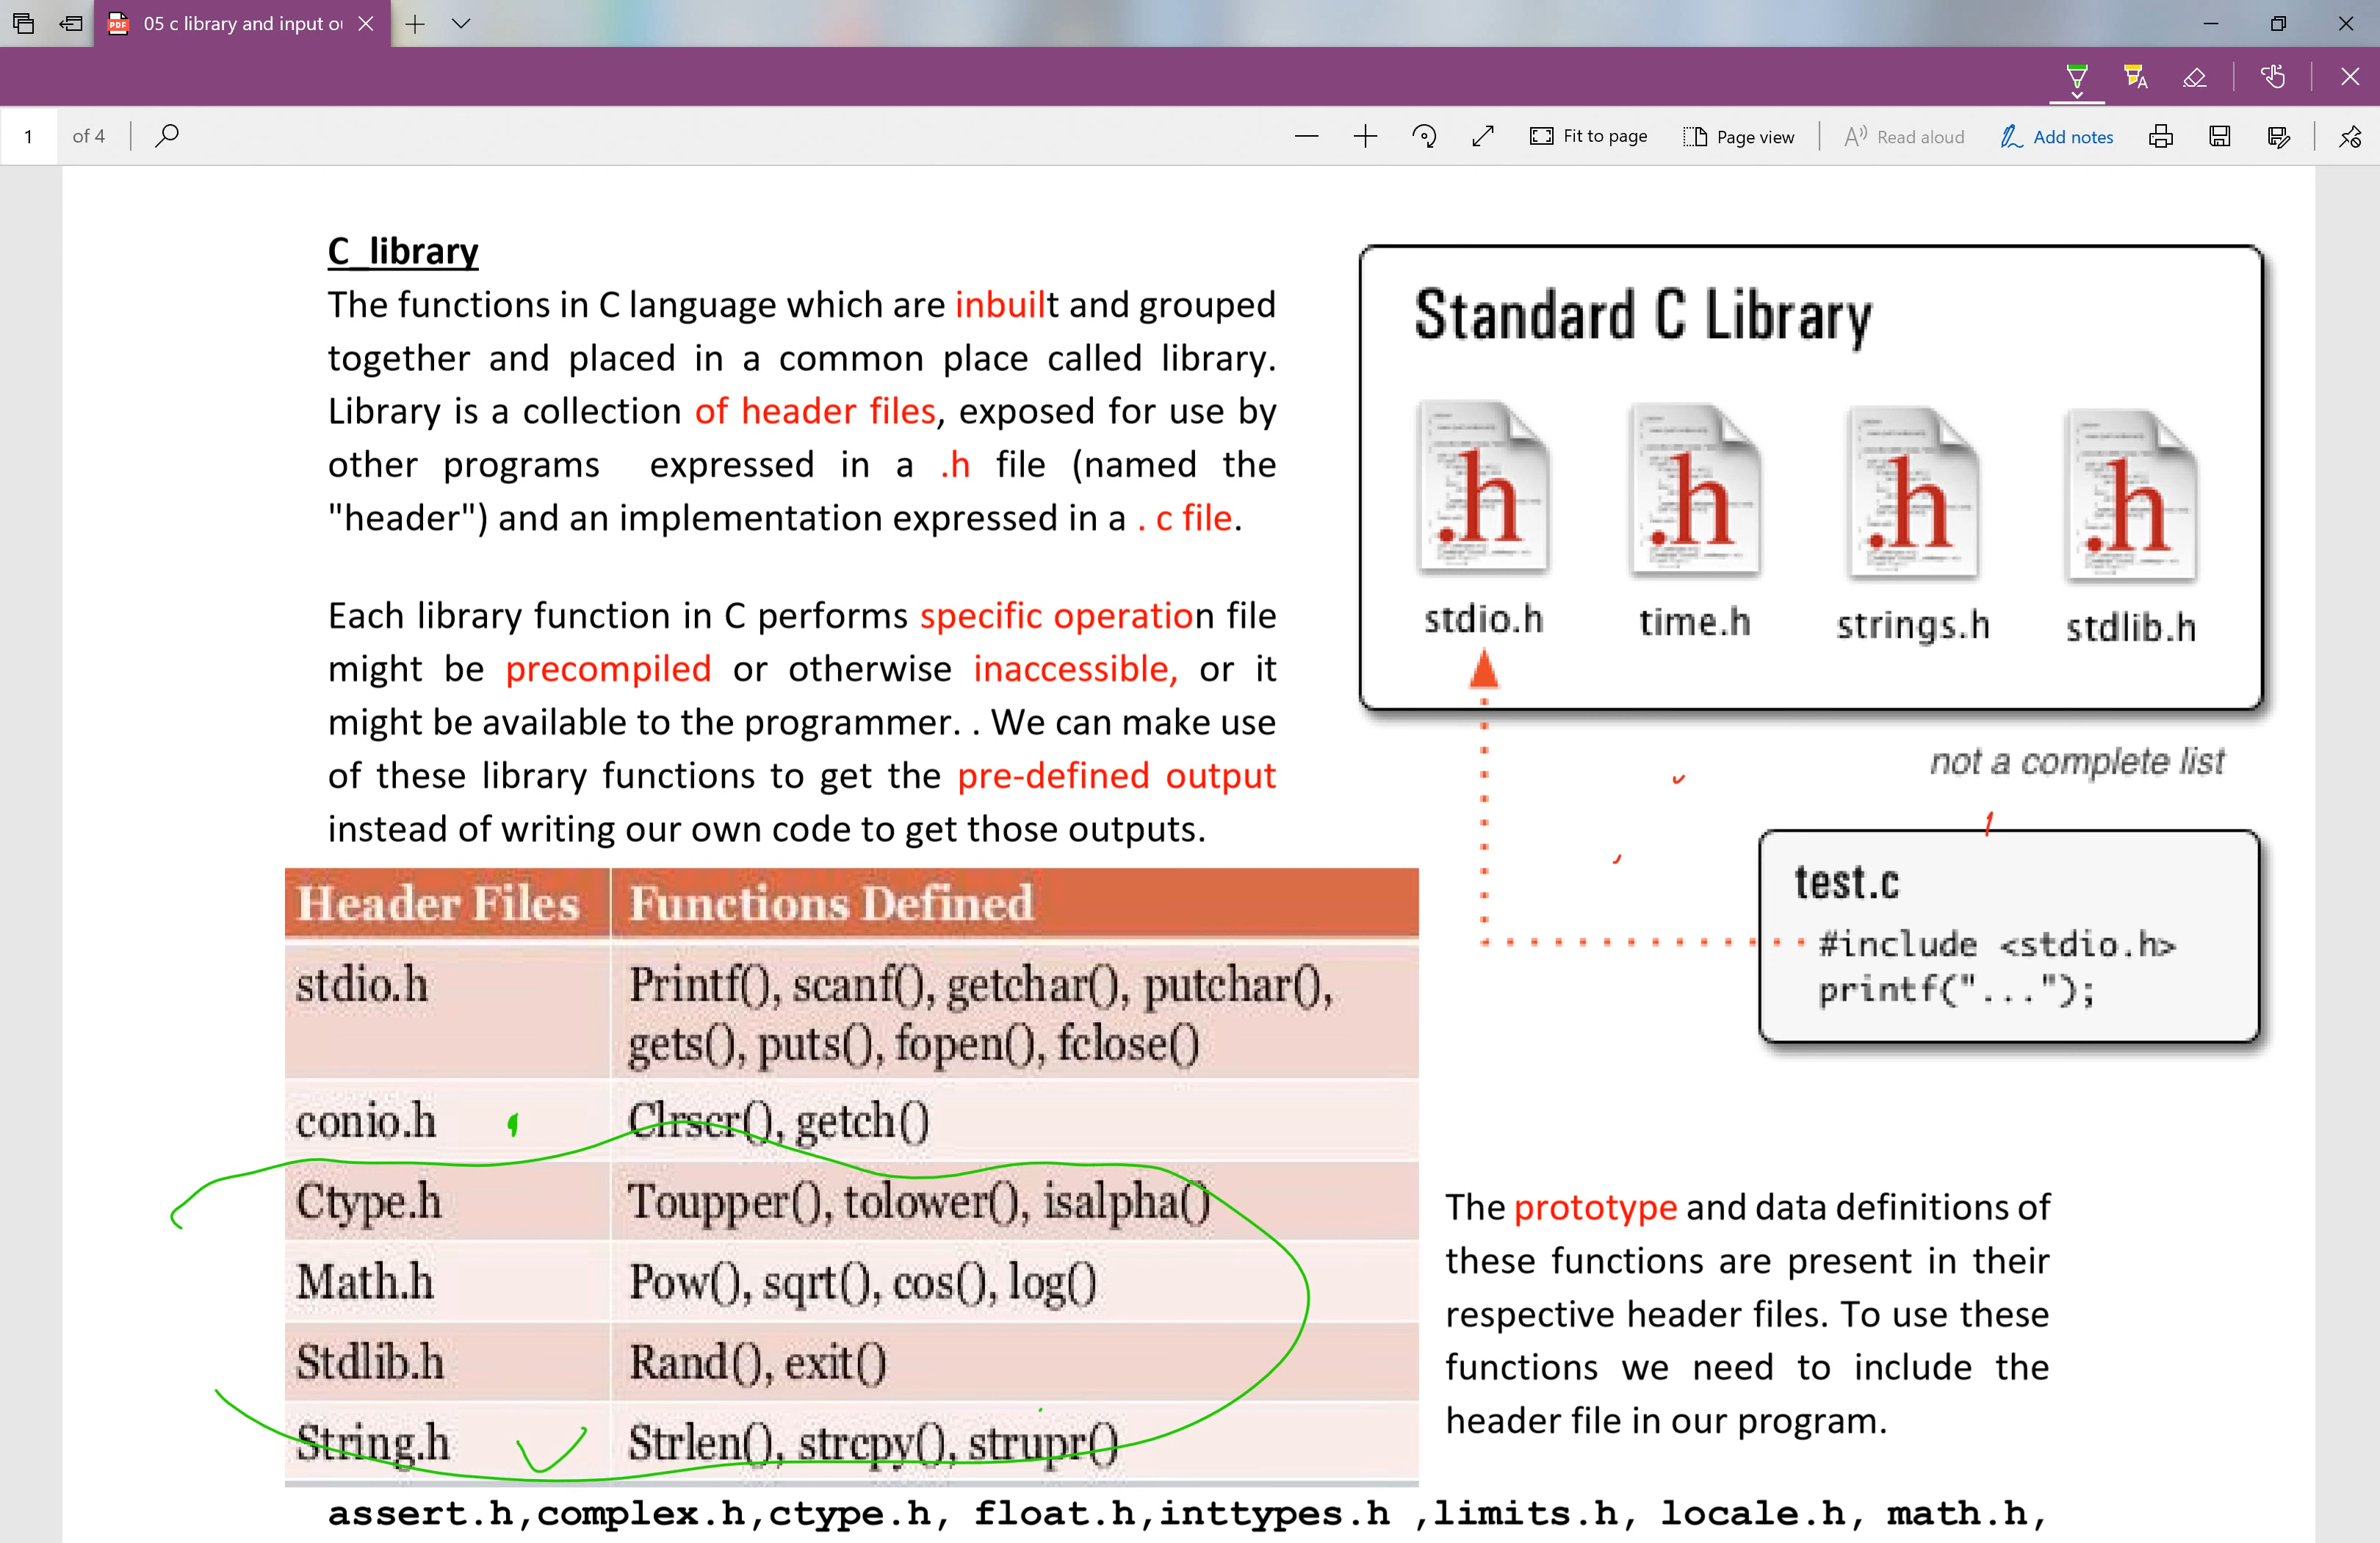 05 c library and input ou
1 of 4
Fit to page
Page view
Read aloud
Add notes
C_library
The functions in C language which are inbuilt and grouped
together and placed in a common place called library.
Library is a collection of header files, exposed for use by
other programs expressed in a .h file (named the
"header") and an implementation expressed in a . c file.
Each library function in C performs specific operation file
might be precompiled or otherwise inaccessible, or it
might be available to the programmer. . We can make use
of these library functions to get the pre-defined output
instead of writing our own code to get those outputs.
Standard C Library
.h .h .h .h
stdio.h time.h strings.h stdlib.h
not a complete list
test.c
#include <stdio.h>
printf("...");
Header Files Functions Defined
stdio.h Printf(), scanf(), getchar(), putchar(),
gets(), puts(), fopen(), fclose()
conio.h Clrscr(), getch()
Ctype.h Toupper(), tolower(), isalpha()
Math.h Pow(), sqrt(), cos(), log()
Stdlib.h Rand(), exit()
String.h Strlen(), strcpy(), strupr()
The prototype and data definitions of
these functions are present in their
respective header files. To use these
functions we need to include the
header file in our program.
assert.h,complex.h,ctype.h, float.h,inttypes.h ,limits.h, locale.h, math.h,